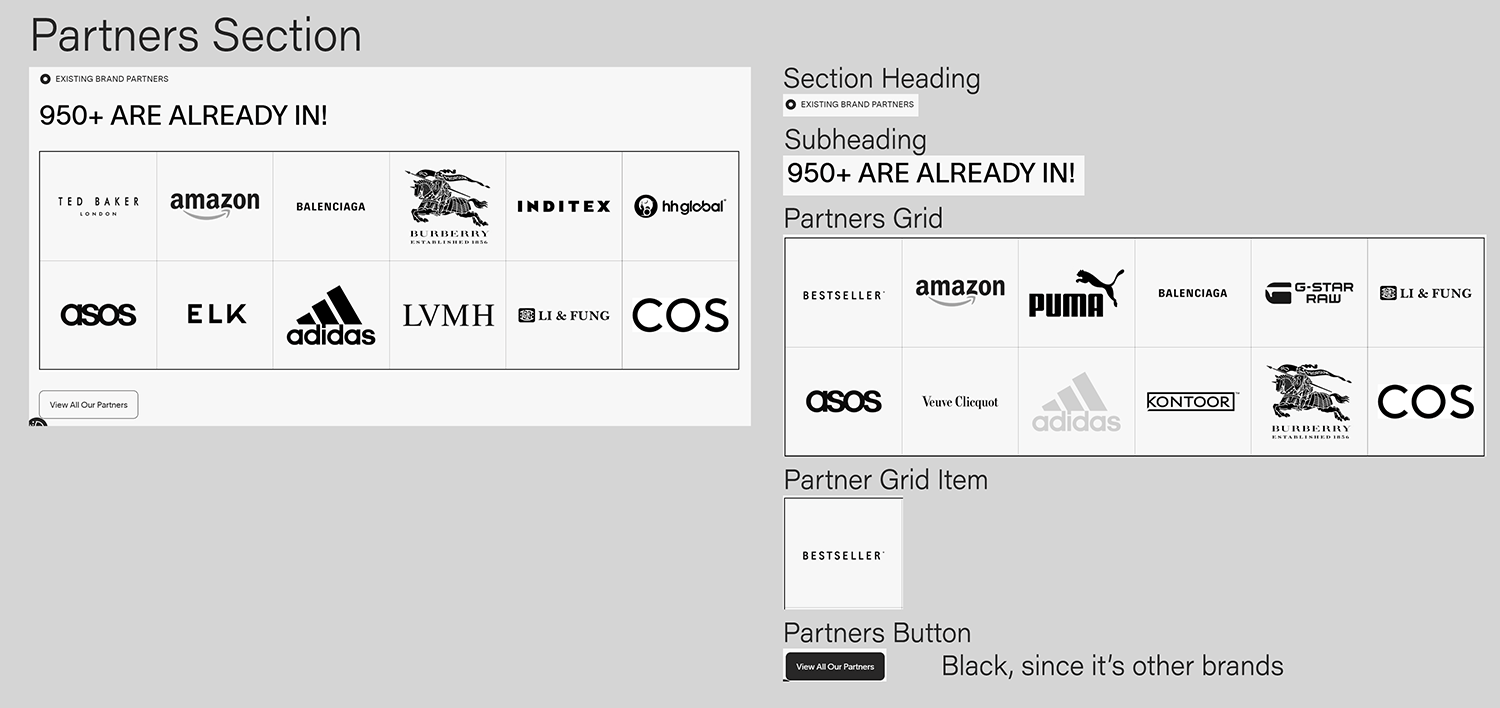 Partners Section
EXISTING BRAND PARTNERS
950+ ARE ALREADY IN!
TED BAKER
LONDON
amazon
BALENCIAGA
BURBERRY
ESTABLISHED 1856
INDITEX
hh global
asos
ELK
adidas
LVMH
LI & FUNG
COS
View All Our Partners
Section Heading
EXISTING BRAND PARTNERS
Subheading
950+ ARE ALREADY IN!
Partners Grid
BESTSELLER
amazon
PUMA
BALENCIAGA
G-STAR
RAW
LI & FUNG
asos
Veuve Clicquot
adidas
KONTOOR™
BURBERRY
ESTABLISHED 1856
COS
Partner Grid Item
BESTSELLER
Partners Button
View All Our Partners
Black, since it’s other brands